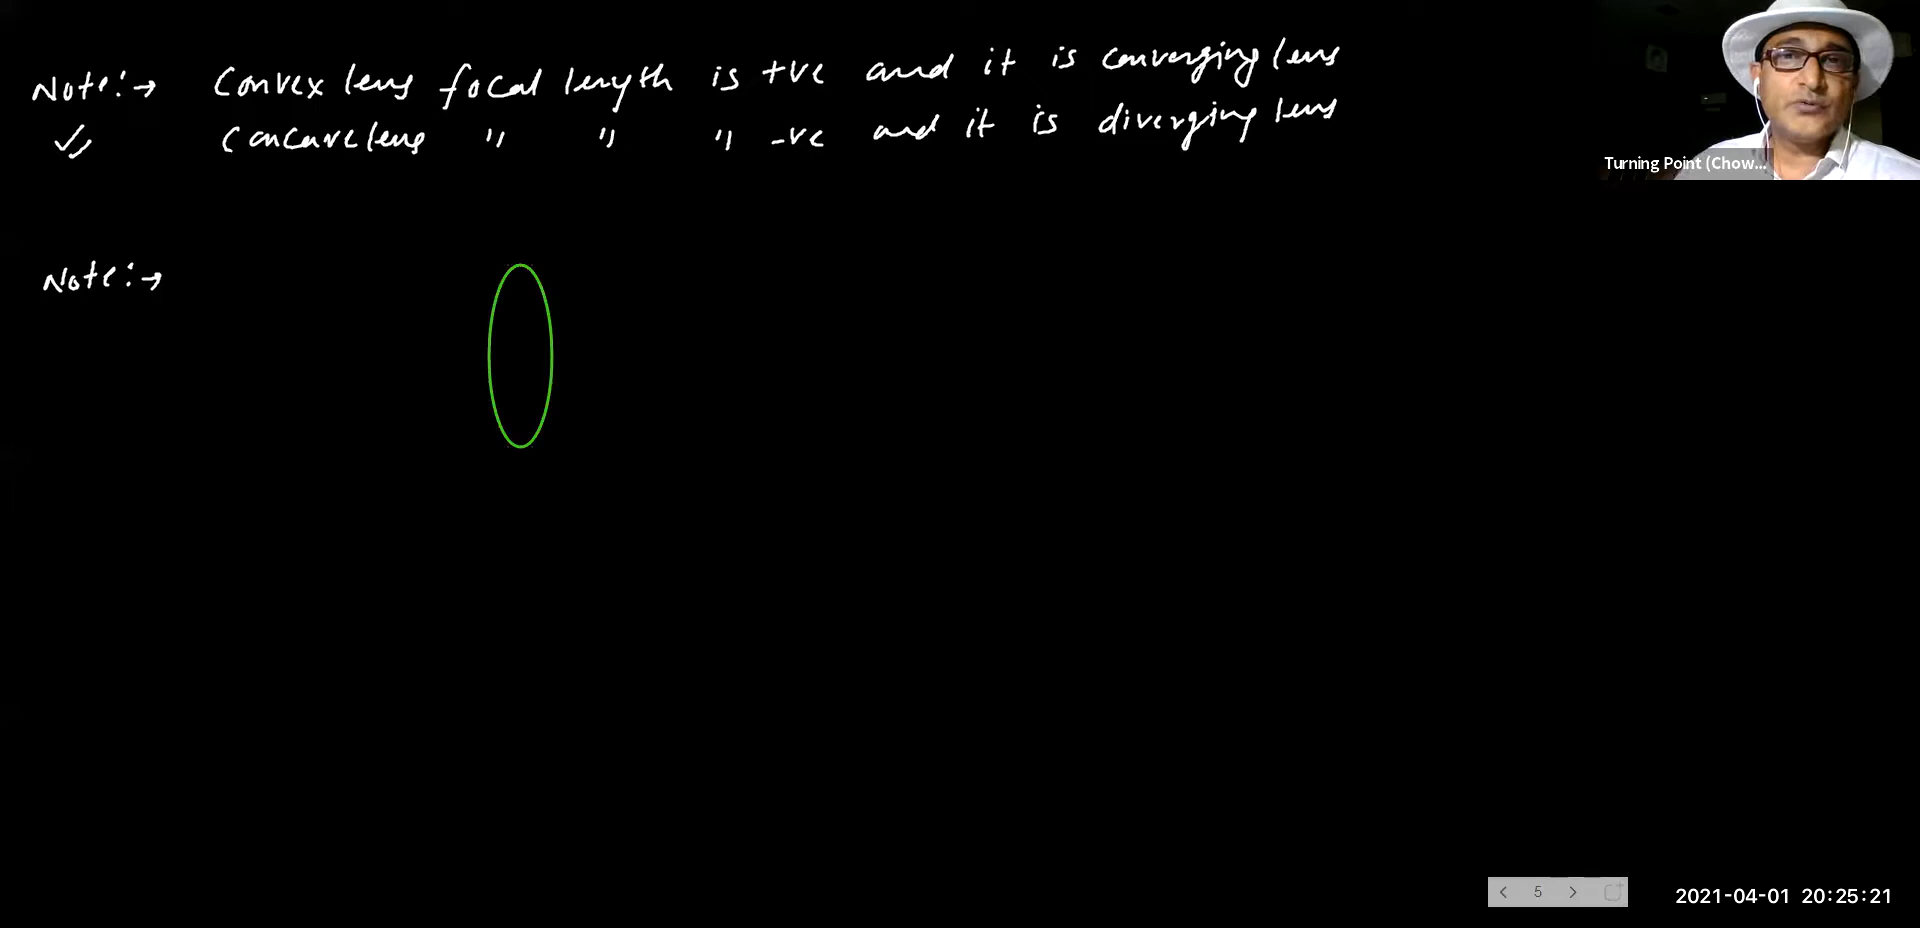 Note:→ Convex lens focal length is +ve and it is converging lens
Concave lens " " " -ve and it is diverging lens
Turning Point (Chow...
Note:→
5
2021-04-01 20:25:21